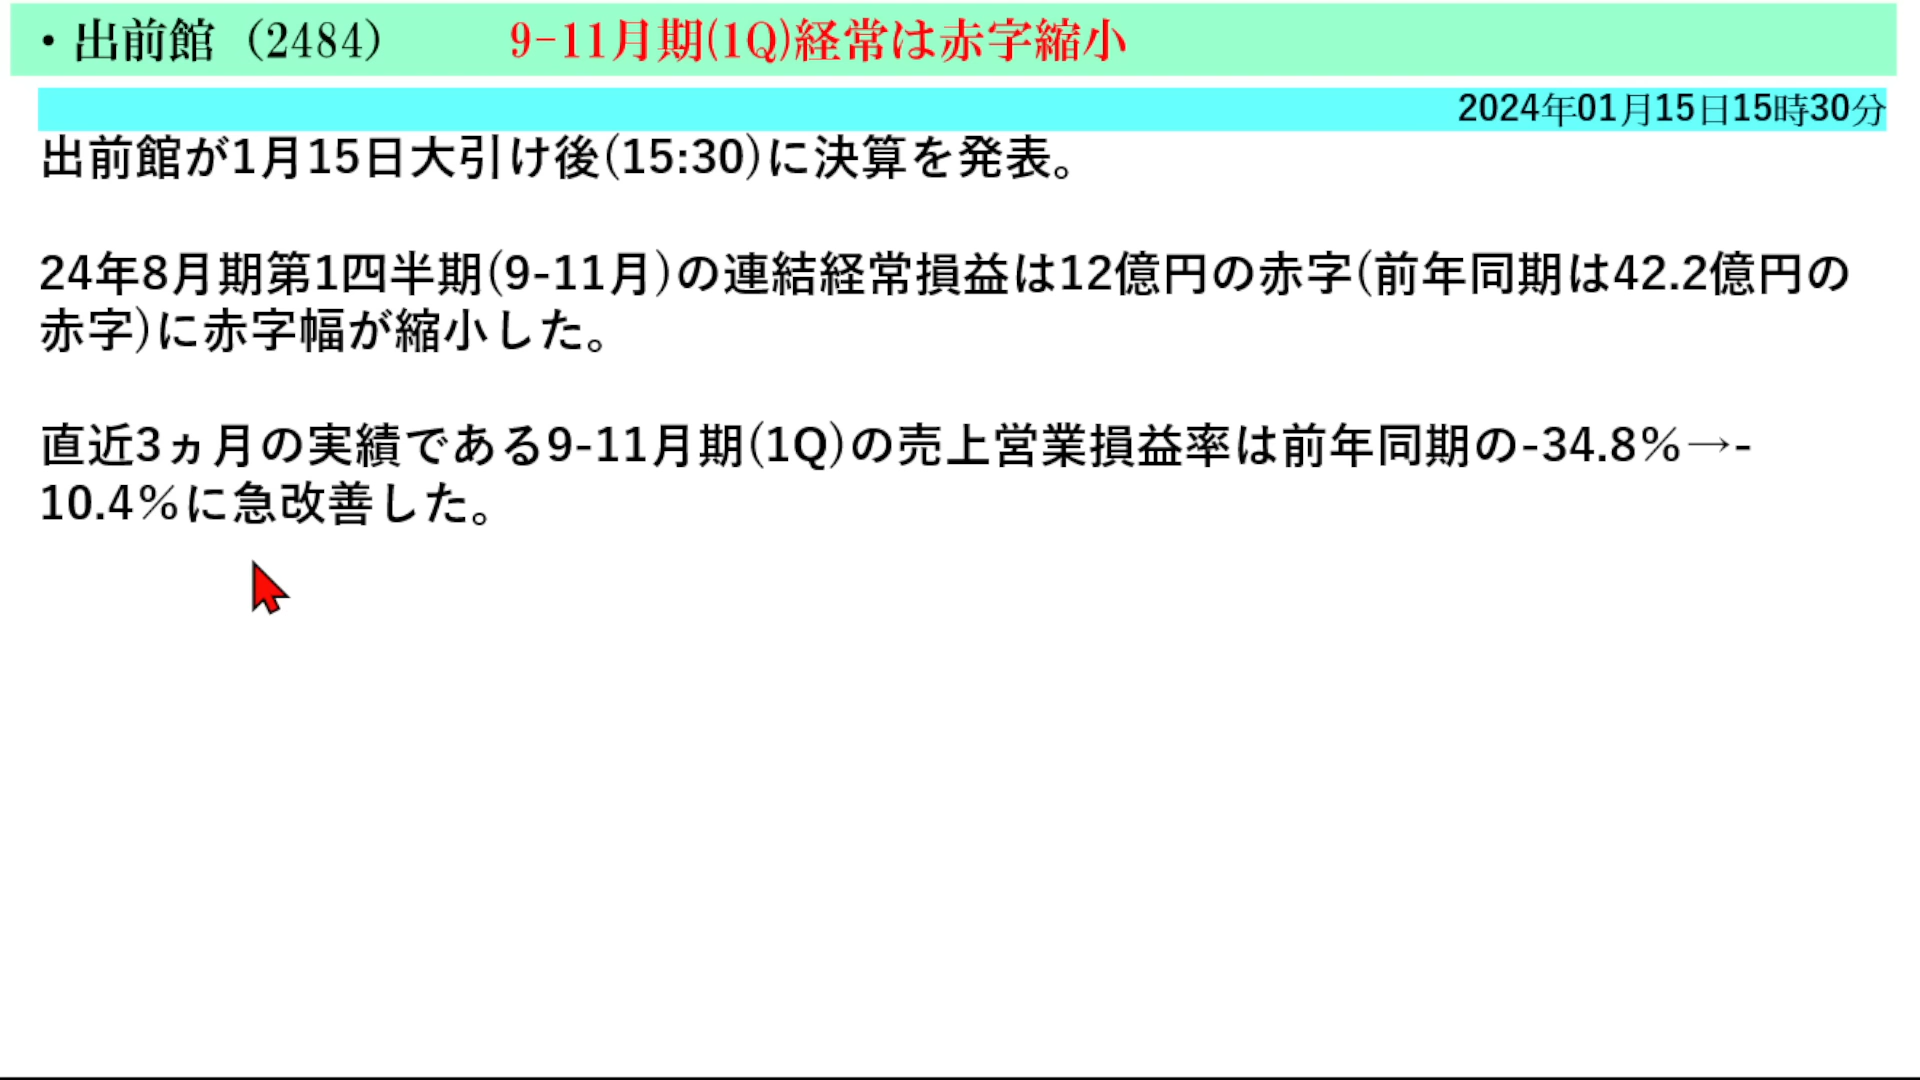 ・出前館（2484）　　9-11月期(1Q)経常は赤字縮小
2024年01月15日15時30分
出前館が1月15日大引け後(15:30)に決算を発表。
24年8月期第1四半期(9-11月)の連結経常損益は12億円の赤字(前年同期は42.2億円の
赤字)に赤字幅が縮小した。
直近3ヵ月の実績である9-11月期(1Q)の売上営業損益率は前年同期の-34.8％→-
10.4％に急改善した。